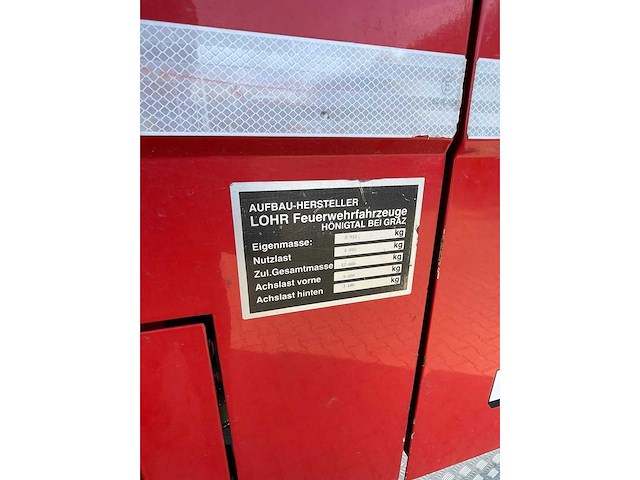 AUFBAU-HERSTELLER
LOHR Feuerwehrfahrzeuge
HÖNIGTAL BEI GRAZ
Eigenmasse: kg
Nutzlast kg
Zul.Gesamtmasse kg
Achslast vorne kg
Achslast hinten kg